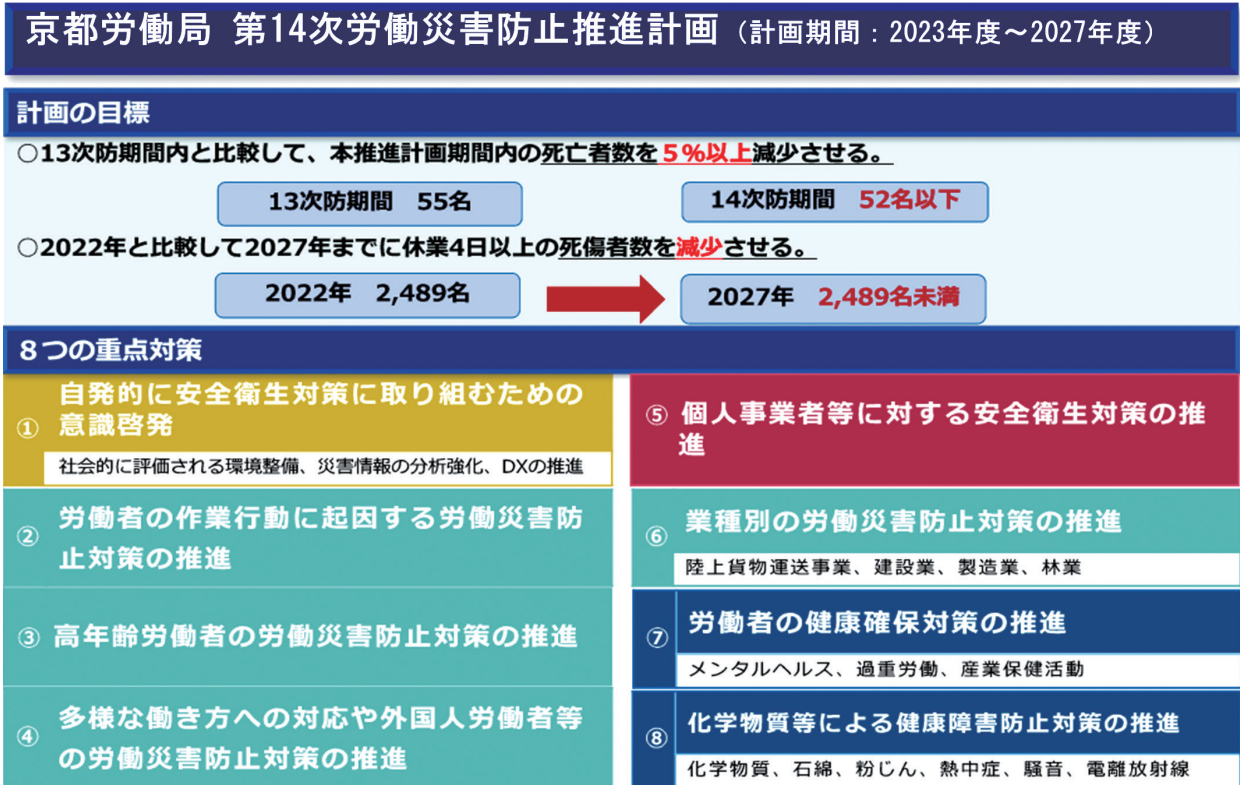 京都労働局 第14次労働災害防止推進計画（計画期間：2023年度～2027年度）
計画の目標
○13次防期間内と比較して、本推進計画期間内の死亡者数を５％以上減少させる。
13次防期間 55名
14次防期間 52名以下
○2022年と比較して2027年までに休業4日以上の死傷者数を減少させる。
2022年 2,489名
2027年 2,489名未満
８つの重点対策
① 自発的に安全衛生対策に取り組むための
意識啓発
社会的に評価される環境整備、災害情報の分析強化、DXの推進
② 労働者の作業行動に起因する労働災害防
止対策の推進
③ 高年齢労働者の労働災害防止対策の推進
④ 多様な働き方への対応や外国人労働者等
の労働災害防止対策の推進
⑤ 個人事業者等に対する安全衛生対策の推
進
⑥ 業種別の労働災害防止対策の推進
陸上貨物運送事業、建設業、製造業、林業
⑦ 労働者の健康確保対策の推進
メンタルヘルス、過重労働、産業保健活動
⑧ 化学物質等による健康障害防止対策の推進
化学物質、石綿、粉じん、熱中症、騒音、電離放射線